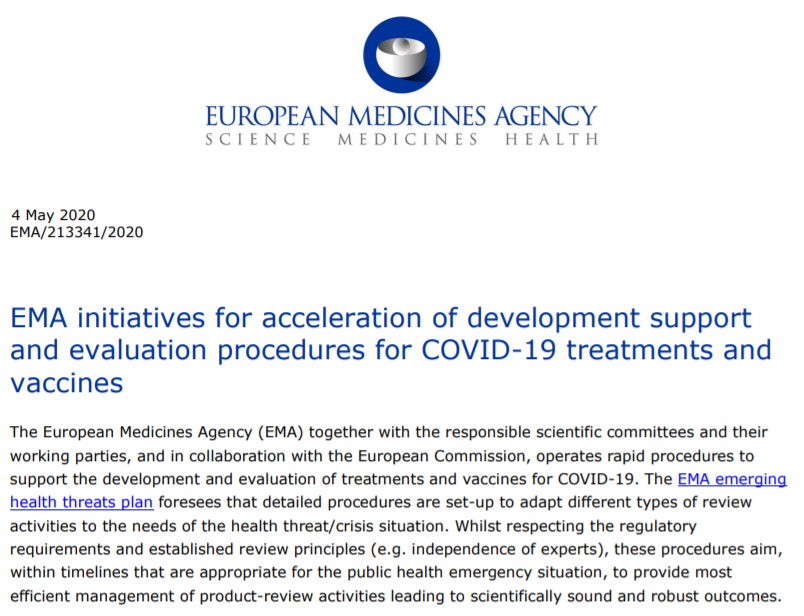 EUROPEAN MEDICINES AGENCY
SCIENCE MEDICINES HEALTH
4 May 2020
EMA/213341/2020
EMA initiatives for acceleration of development support
and evaluation procedures for COVID-19 treatments and
vaccines
The European Medicines Agency (EMA) together with the responsible scientific committees and their
working parties, and in collaboration with the European Commission, operates rapid procedures to
support the development and evaluation of treatments and vaccines for COVID-19. The EMA emerging
health threats plan foresees that detailed procedures are set-up to adapt different types of review
activities to the needs of the health threat/crisis situation. Whilst respecting the regulatory
requirements and established review principles (e.g. independence of experts), these procedures aim,
within timelines that are appropriate for the public health emergency situation, to provide most
efficient management of product-review activities leading to scientifically sound and robust outcomes.